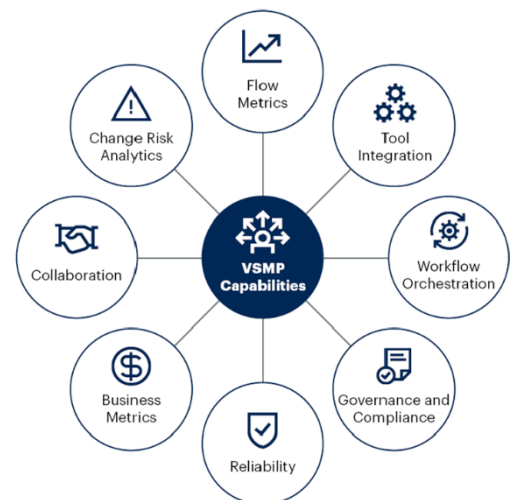 Flow
Metrics
Change Risk
Analytics
Tool
Integration
Collaboration
VSMP
Capabilities
Workflow
Orchestration
Business
Metrics
Governance and
Compliance
Reliability